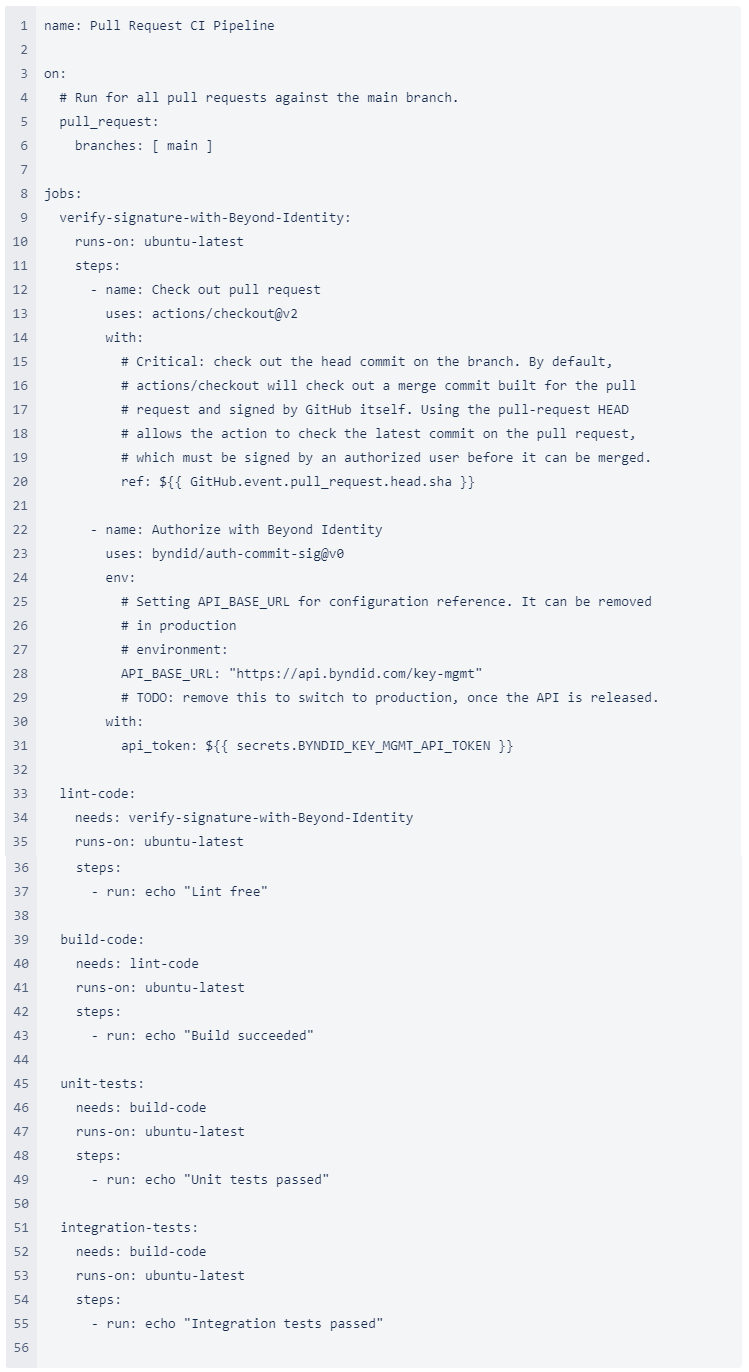 1 name: Pull Request CI Pipeline
2
3 on:
4   # Run for all pull requests against the main branch.
5   pull_request:
6     branches: [ main ]
7
8 jobs:
9   verify-signature-with-Beyond-Identity:
10     runs-on: ubuntu-latest
11     steps:
12       - name: Check out pull request
13         uses: actions/checkout@v2
14         with:
15           # Critical: check out the head commit on the branch. By default,
16           # actions/checkout will check out a merge commit built for the pull
17           # request and signed by GitHub itself. Using the pull-request HEAD
18           # allows the action to check the latest commit on the pull request,
19           # which must be signed by an authorized user before it can be merged.
20           ref: ${{ GitHub.event.pull_request.head.sha }}
21
22       - name: Authorize with Beyond Identity
23         uses: byndid/auth-commit-sig@v0
24         env:
25           # Setting API_BASE_URL for configuration reference. It can be removed
26           # in production
27           # environment:
28           API_BASE_URL: "https://api.byndid.com/key-mgmt"
29           # TODO: remove this to switch to production, once the API is released.
30         with:
31           api_token: ${{ secrets.BYNDID_KEY_MGMT_API_TOKEN }}
32
33   lint-code:
34     needs: verify-signature-with-Beyond-Identity
35     runs-on: ubuntu-latest
36     steps:
37       - run: echo "Lint free"
38
39   build-code:
40     needs: lint-code
41     runs-on: ubuntu-latest
42     steps:
43       - run: echo "Build succeeded"
44
45   unit-tests:
46     needs: build-code
47     runs-on: ubuntu-latest
48     steps:
49       - run: echo "Unit tests passed"
50
51   integration-tests:
52     needs: build-code
53     runs-on: ubuntu-latest
54     steps:
55       - run: echo "Integration tests passed"
56